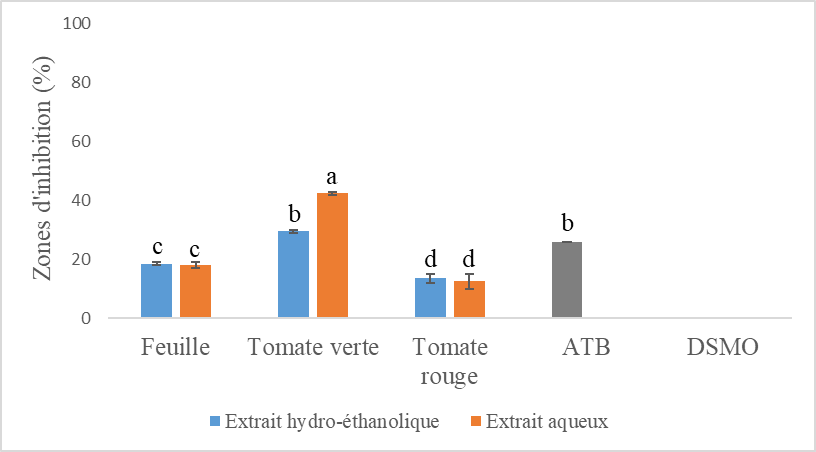 100
80
60
40
20
0
Zones d'inhibition (%)
c
c
b
a
d
d
b
Feuille
Tomate verte
Tomate
rouge
ATB
DSMO
Extrait hydro-éthanolique
Extrait aqueux